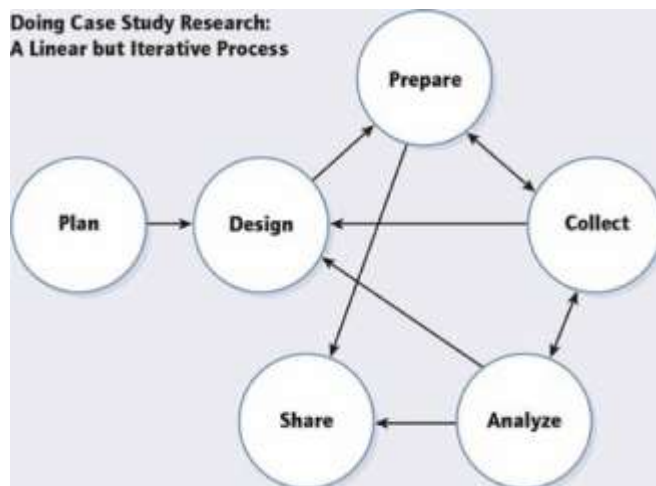 Doing Case Study Research:
A Linear but Iterative Process
Prepare
Plan
Design
Collect
Share
Analyze